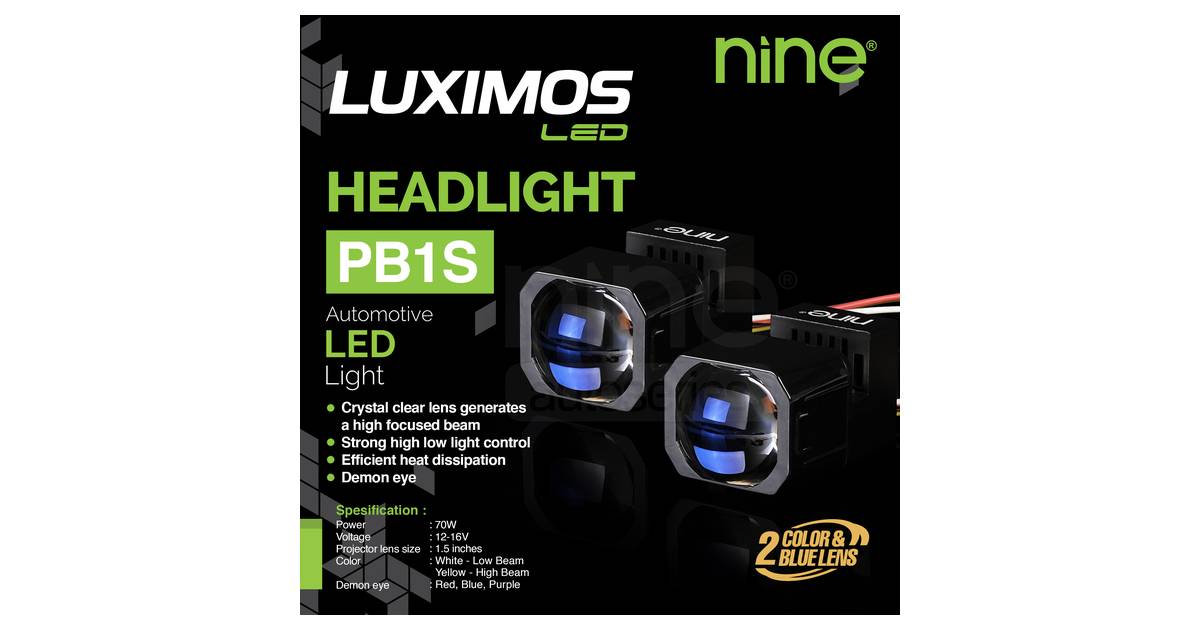 nine®
LUXIMOS
LED
HEADLIGHT
PB1S
Automotive
LED
Light
Crystal clear lens generates
a high focused beam
Strong high low light control
Efficient heat dissipation
Demon eye
Spesification :
Power : 70W
Voltage : 12-16V
Projector lens size : 1.5 inches
Color : White - Low Beam
Yellow - High Beam
Demon eye : Red, Blue, Purple
nine®
nine
nine®
autoseries
2 COLOR &
BLUE LENS